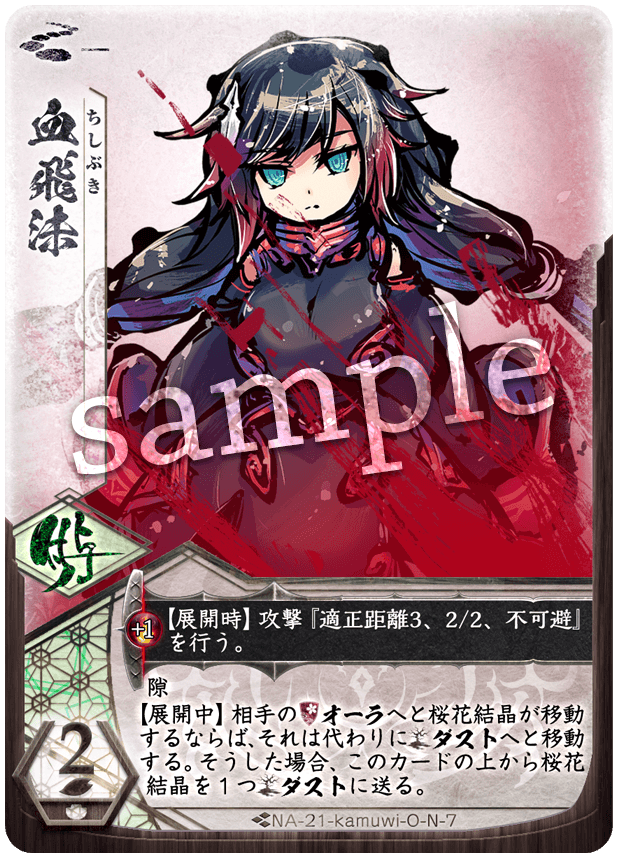 血飛沫
ちしぶき
sample
+1
【展開時】攻撃『適正距離3、2/2、不可避』
を行う。
隙
【展開中】相手のオーラへと桜花結晶が移動
するならば、それは代わりにダストへと移動
する。そうした場合、このカードの上から桜花
結晶を1つダストに送る。
2
NA-21-kamuwi-O-N-7